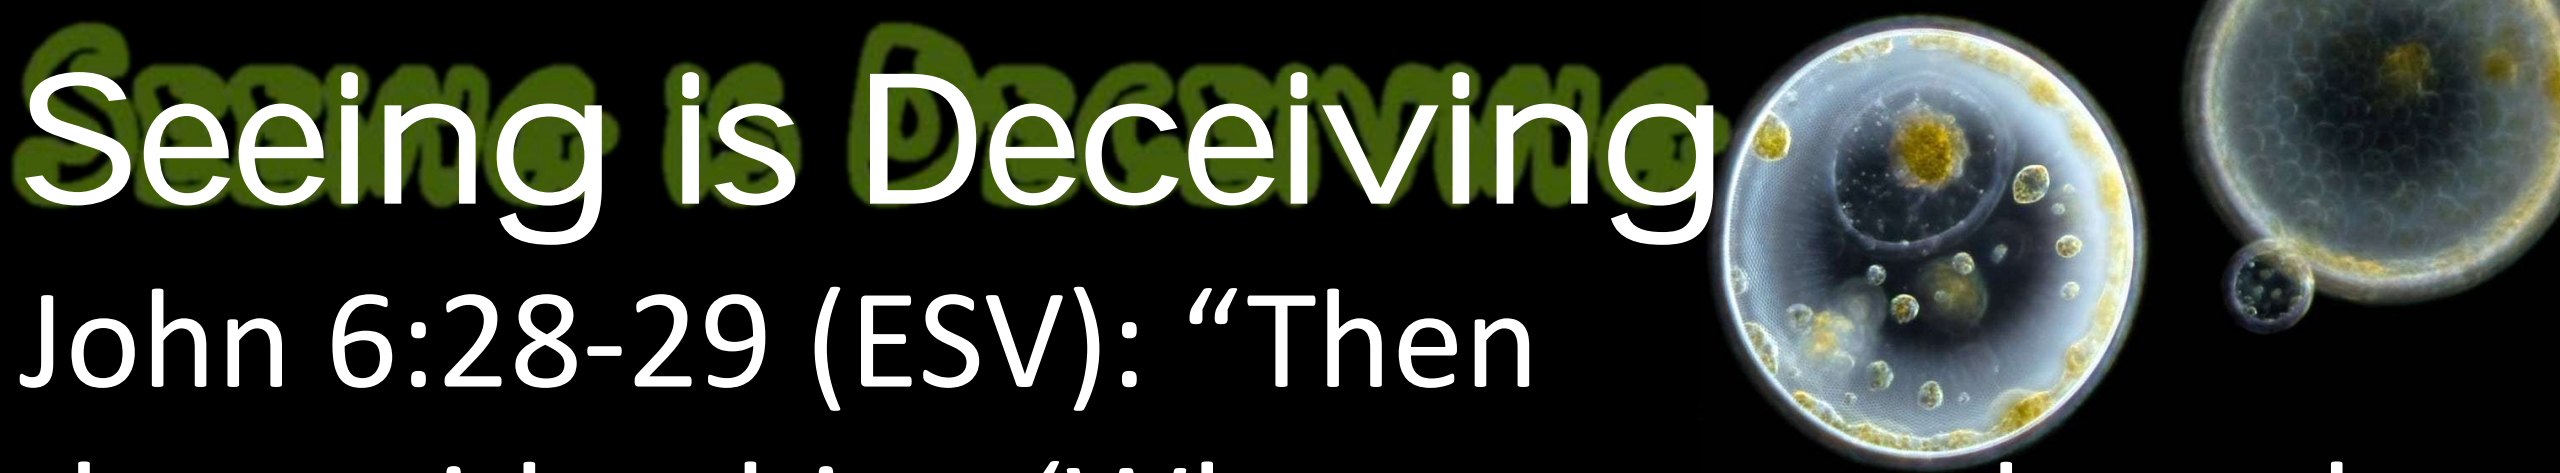 Seeing is Deceiving
John 6:28-29 (ESV): “Then